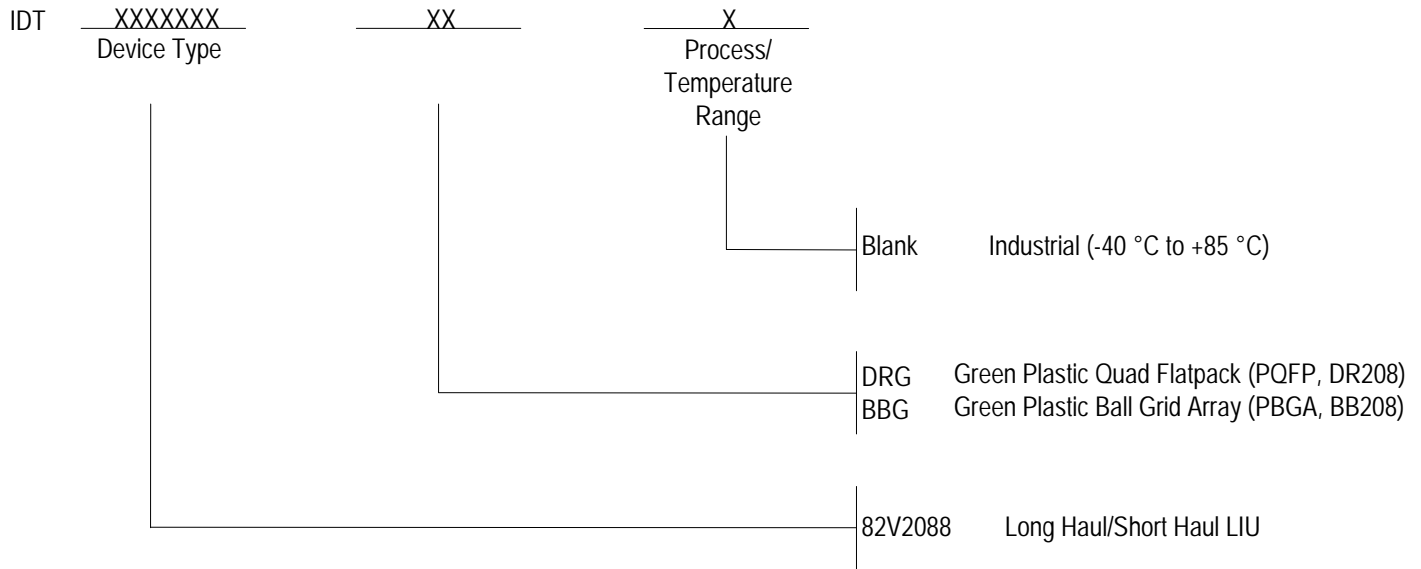 IDT XXXXXXX XX X
Device Type Process/
Temperature
Range
Blank Industrial (-40 °C to +85 °C)
DRG Green Plastic Quad Flatpack (PQFP, DR208)
BBG Green Plastic Ball Grid Array (PBGA, BB208)
82V2088 Long Haul/Short Haul LIU